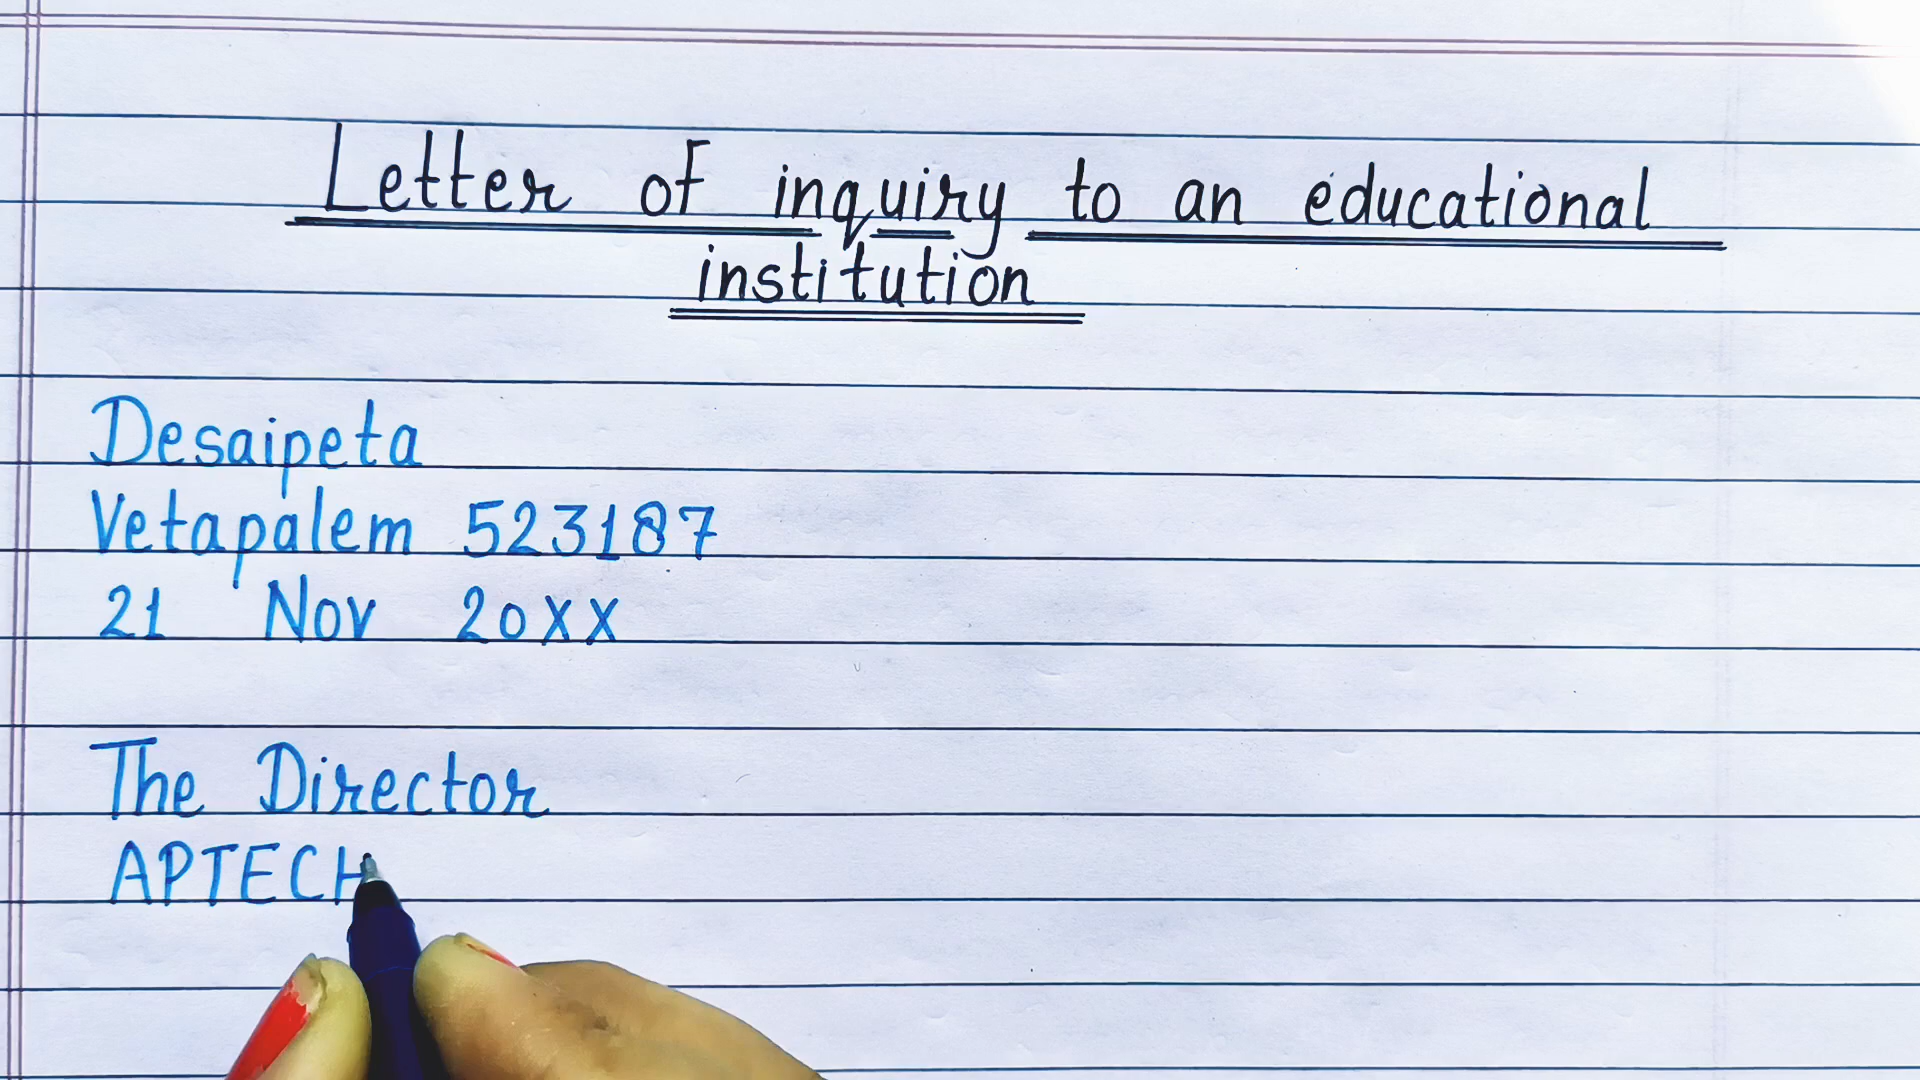 Letter of inquiry to an educational
institution
Desaipeta
Vetapalem 523187
21 Nov 20XX
The Director
APTECH